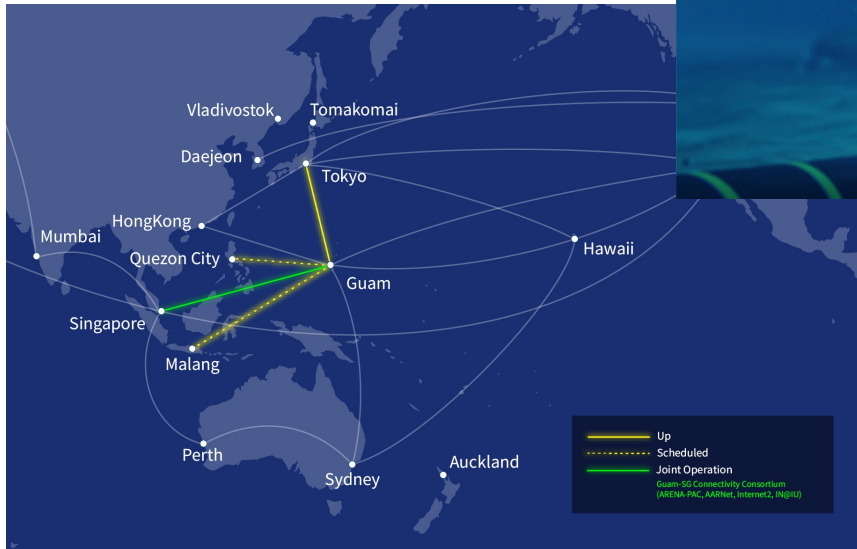 Vladivostok
Tomakomai
Daejeon
Tokyo
HongKong
Mumbai
Quezon City
Hawaii
Guam
Singapore
Malang
Perth
Sydney
Auckland
Up
Scheduled
Joint Operation
Guam-SG Connectivity Consortium
(ARENA-PAC, AARNet, Internet2, IN@IU)